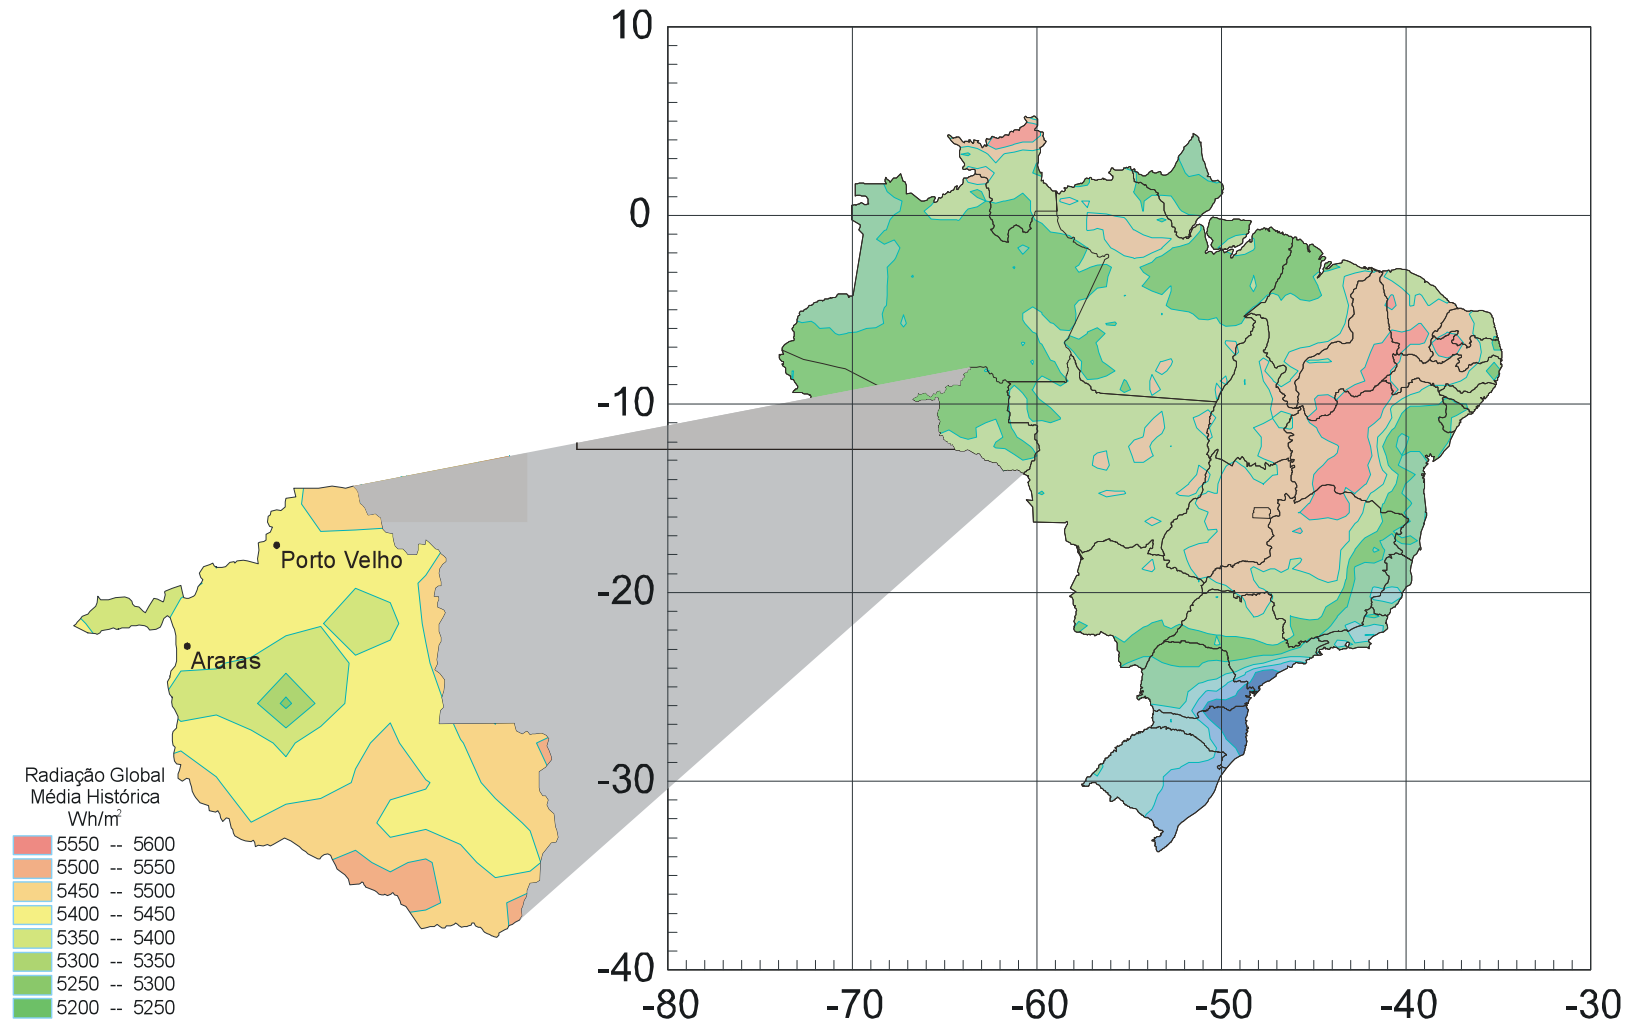 10
0
-10
-20
-30
-40
-80 -70 -60 -50 -40 -30
Porto Velho
Araras
Radiação Global
Média Histórica
Wh/m²
5550 -- 5600
5500 -- 5550
5450 -- 5500
5400 -- 5450
5350 -- 5400
5300 -- 5350
5250 -- 5300
5200 -- 5250